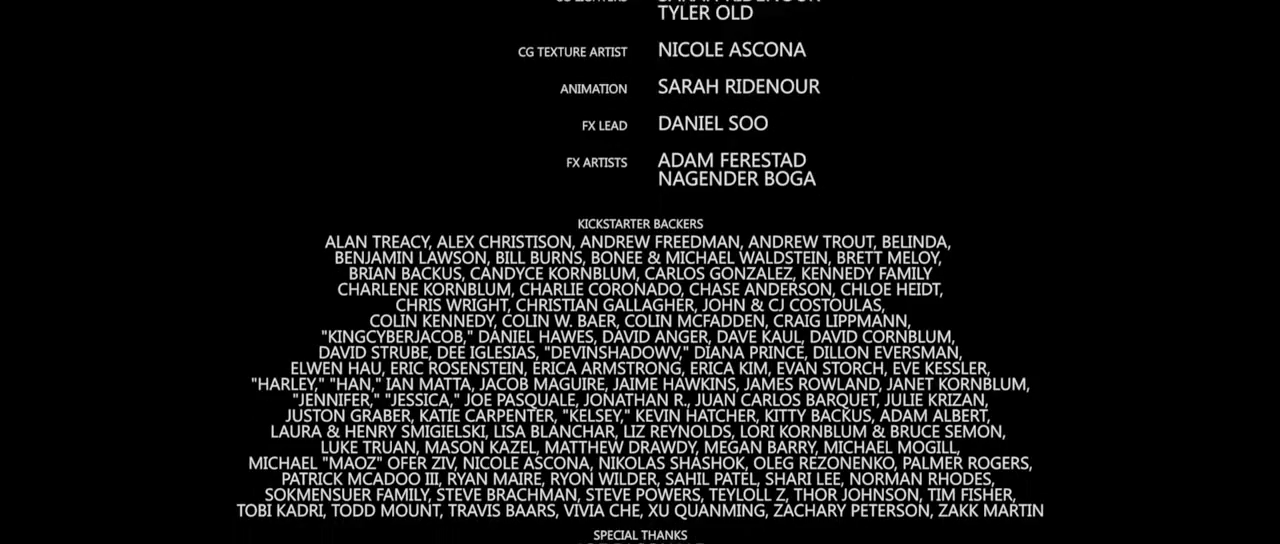 TYLER OLD
CG TEXTURE ARTIST NICOLE ASCONA
ANIMATION SARAH RIDENOUR
FX LEAD DANIEL SOO
FX ARTISTS ADAM FERESTAD
NAGENDER BOGA
KICKSTARTER BACKERS
ALAN TREACY, ALEX CHRISTISON, ANDREW FREEDMAN, ANDREW TROUT, BELINDA,
BENJAMIN LAWSON, BILL BURNS, BONEE & MICHAEL WALDSTEIN, BRETT MELOY,
BRIAN BACKUS, CANDYCE KORNBLUM, CARLOS GONZALEZ, KENNEDY FAMILY
CHARLENE KORNBLUM, CHARLIE CORONADO, CHASE ANDERSON, CHLOE HEIDT,
CHRIS WRIGHT, CHRISTIAN GALLAGHER, JOHN & CJ COSTOULAS,
COLIN KENNEDY, COLIN W. BAER, COLIN MCFADDEN, CRAIG LIPPMANN,
"KINGCYBERJACOB," DANIEL HAWES, DAVID ANGER, DAVE KAUL, DAVID CORNBLUM,
DAVID STRUBE, DEE IGLESIAS, "DEVINSHADOWV," DIANA PRINCE, DILLON EVERSMAN,
ELWEN HAU, ERIC ROSENSTEIN, ERICA ARMSTRONG, ERICA KIM, EVAN STORCH, EVE KESSLER,
"HARLEY," "HAN," IAN MATTA, JACOB MAGUIRE, JAIME HAWKINS, JAMES ROWLAND, JANET KORNBLUM,
"JENNIFER," "JESSICA," JOE PASQUALE, JONATHAN R., JUAN CARLOS BARQUET, JULIE KRIZAN,
JUSTON GRABER, KATIE CARPENTER, "KELSEY," KEVIN HATCHER, KITTY BACKUS, ADAM ALBERT,
LAURA & HENRY SMIGIELSKI, LISA BLANCHAR, LIZ REYNOLDS, LORI KORNBLUM & BRUCE SEMON,
LUKE TRUAN, MASON KAZEL, MATTHEW DRAWDY, MEGAN BARRY, MICHAEL MOGILL,
MICHAEL "MAOZ" OFER ZIV, NICOLE ASCONA, NIKOLAS SHASHOK, OLEG REZONENKO, PALMER ROGERS,
PATRICK MCADOO III, RYAN MAIRE, RYON WILDER, SAHIL PATEL, SHARI LEE, NORMAN RHODES,
SOKMENSUER FAMILY, STEVE BRACHMAN, STEVE POWERS, TEYLOLL Z, THOR JOHNSON, TIM FISHER,
TOBI KADRI, TODD MOUNT, TRAVIS BAARS, VIVIA CHE, XU QUANMING, ZACHARY PETERSON, ZAKK MARTIN
SPECIAL THANKS